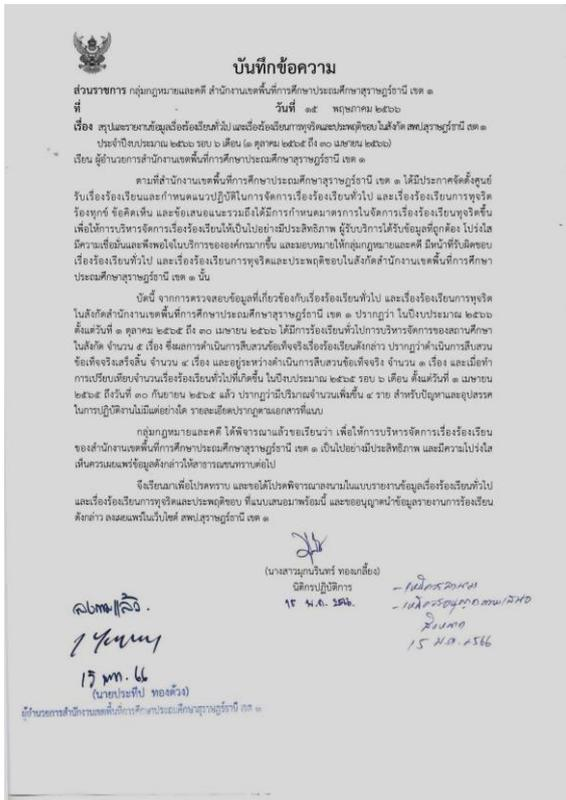 บันทึกข้อความ
ส่วนราชการ กลุ่มกฎหมายและคดี สำนักงานเขตพื้นที่การศึกษาประถมศึกษาสุราษฎร์ธานี เขต ๑
ที่ วันที่ ๑๕ พฤษภาคม ๒๕๖๖
เรื่อง สรุปและรายงานข้อมูลเรื่องร้องเรียนทั่วไป และเรื่องร้องเรียนการทุจริตและประพฤติชอบ ในสังกัด สพป.สุราษฎร์ธานี เขต ๑
ประจำปีงบประมาณ ๒๕๖๖ รอบ ๖ เดือน (๑ ตุลาคม ๒๕๖๕ ถึง ๓๐ เมษายน ๒๕๖๖)
เรียน ผู้อำนวยการสำนักงานเขตพื้นที่การศึกษาประถมศึกษาสุราษฎร์ธานี เขต ๑
ตามที่สำนักงานเขตพื้นที่การศึกษาประถมศึกษาสุราษฎร์ธานี เขต ๑ ได้มีประกาศจัดตั้งศูนย์
รับเรื่องร้องเรียนและกำหนดแนวปฏิบัติในการจัดการเรื่องร้องเรียนทั่วไป และเรื่องร้องเรียนการทุจริต
ร้องทุกข์ ข้อคิดเห็น และข้อเสนอแนะรวมถึงได้มีการกำหนดมาตรการในการจัดการเรื่องร้องเรียนทุจริตขึ้น
เพื่อให้การบริหารจัดการเรื่องร้องเรียนให้เป็นไปอย่างมีประสิทธิภาพ ผู้รับบริการได้รับข้อมูลที่ถูกต้อง โปร่งใส
มีความเชื่อมั่นและพึงพอใจในบริการขององค์กรมากขึ้น และมอบหมายให้กลุ่มกฎหมายและคดี มีหน้าที่รับผิดชอบ
เรื่องร้องเรียนทั่วไป และเรื่องร้องเรียนการทุจริตและประพฤติชอบในสังกัดสำนักงานเขตพื้นที่การศึกษา
ประถมศึกษาสุราษฎร์ธานี เขต ๑ นั้น
บัดนี้ จากการตรวจสอบข้อมูลที่เกี่ยวข้องกับเรื่องร้องเรียนทั่วไป และเรื่องร้องเรียนการทุจริต
ในสังกัดสำนักงานเขตพื้นที่การศึกษาประถมศึกษาสุราษฎร์ธานี เขต ๑ ปรากฏว่า ในปีงบประมาณ ๒๕๖๖
ตั้งแต่วันที่ ๑ ตุลาคม ๒๕๖๕ ถึง ๓๐ เมษายน ๒๕๖๖ ได้มีการร้องเรียนทั่วไปการบริหารจัดการของสถานศึกษา
ในสังกัด จำนวน ๕ เรื่อง ซึ่งผลการดำเนินการสืบสวนข้อเท็จจริงเรื่องร้องเรียนดังกล่าว ปรากฏว่าดำเนินการสืบสวน
ข้อเท็จจริงเสร็จสิ้น จำนวน ๔ เรื่อง และอยู่ระหว่างดำเนินการสืบสวนข้อเท็จจริง จำนวน ๑ เรื่อง และเมื่อทำ
การเปรียบเทียบจำนวนเรื่องร้องเรียนทั่วไปที่เกิดขึ้น ในปีงบประมาณ ๒๕๖๕ รอบ ๖ เดือน ตั้งแต่วันที่ ๑ เมษายน
๒๕๖๕ ถึงวันที่ ๓๐ กันยายน ๒๕๖๕ แล้ว ปรากฏว่ามีปริมาณจำนวนเพิ่มขึ้น ๔ ราย สำหรับปัญหาและอุปสรรค
ในการปฏิบัติงานไม่มีแต่อย่างใด รายละเอียดปรากฏตามเอกสารที่แนบ
กลุ่มกฎหมายและคดี ได้พิจารณาแล้วขอเรียนว่า เพื่อให้การบริหารจัดการเรื่องร้องเรียน
ของสำนักงานเขตพื้นที่การศึกษาประถมศึกษาสุราษฎร์ธานี เขต ๑ เป็นไปอย่างมีประสิทธิภาพ และมีความโปร่งใส
เห็นควรเผยแพร่ข้อมูลดังกล่าวให้สาธารณชนทราบต่อไป
จึงเรียนมาเพื่อโปรดทราบ และขอได้โปรดพิจารณาลงนามในแบบรายงานข้อมูลเรื่องร้องเรียนทั่วไป
และเรื่องร้องเรียนการทุจริตและประพฤติชอบ ที่แนบเสนอมาพร้อมนี้ และขออนุญาตนำข้อมูลรายงานการร้องเรียน
ดังกล่าว ลงเผยแพร่ในเว็บไซต์ สพป.สุราษฎร์ธานี เขต ๑
(นางสาวมุกนรินทร์ ทองเกลี้ยง)
นิติกรปฏิบัติการ
๑๕ พ.ค. ๒๕๖๖.
- เห็นควรลงนาม
- เห็นควรอนุญาตตามเสนอ
15 พ.ค. ๒๕66
ลงนามแล้ว.
15 พค. 66
(นายประทีป ทองด้วง)
ผู้อำนวยการสำนักงานเขตพื้นที่การศึกษาประถมศึกษาสุราษฎร์ธานี เขต ๑